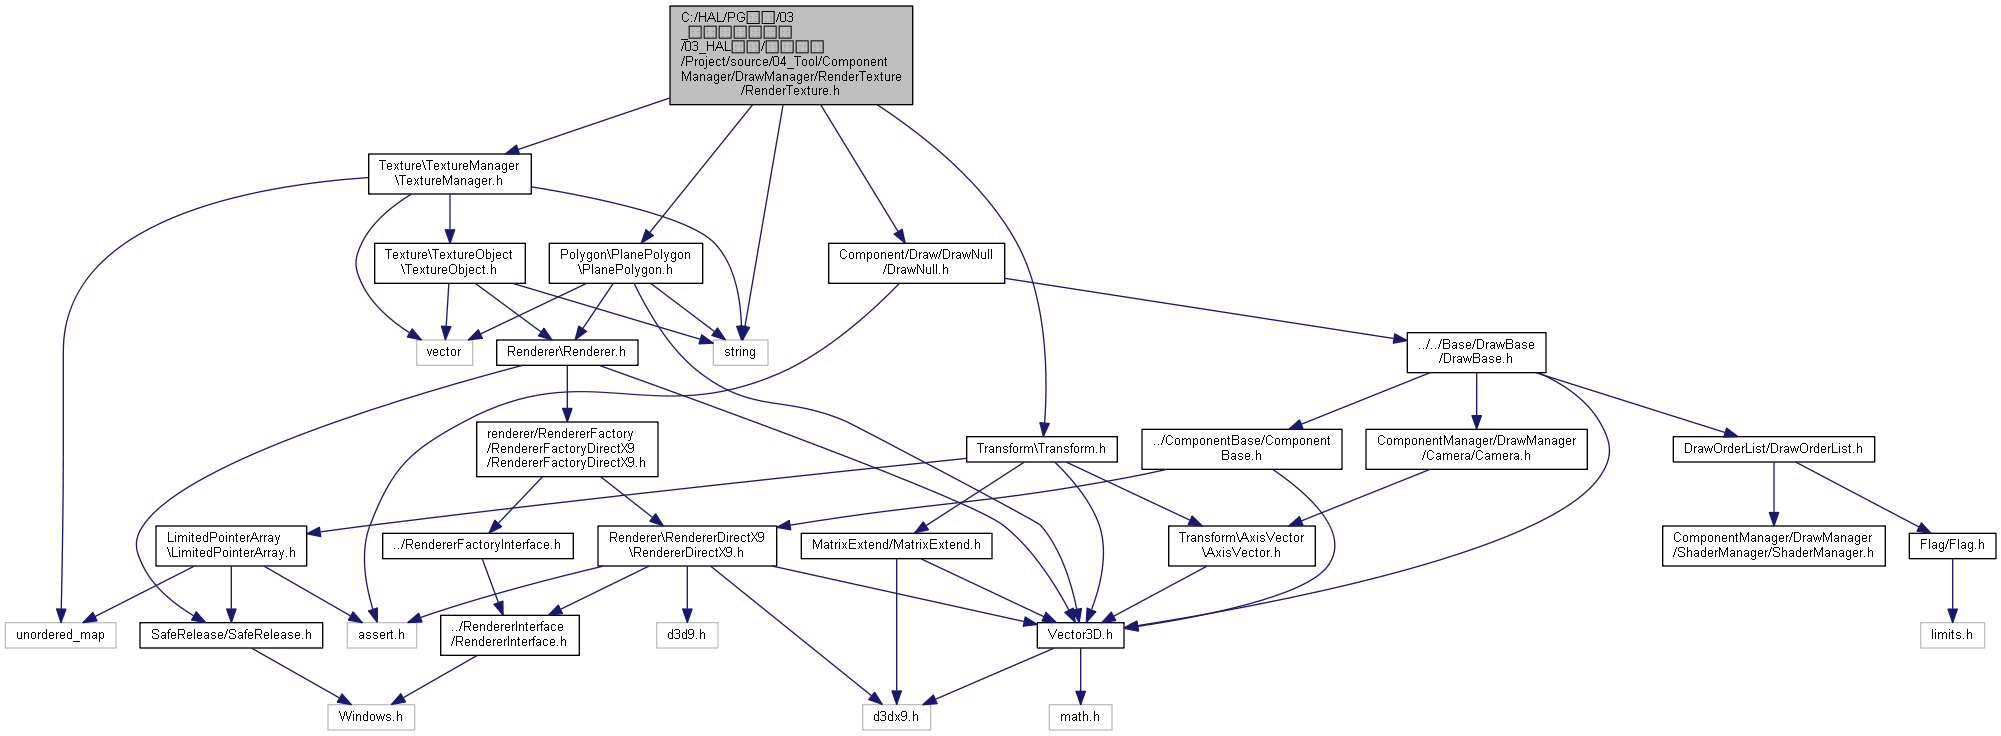 C:/HAL/PG□□/03
_□□□□□□□
/03_HAL□□/□□□□
/Project/source/04_Tool/Component
Manager/DrawManager/RenderTexture
/RenderTexture.h
Texture\TextureManager
\TextureManager.h
Texture\TextureObject
\TextureObject.h
Polygon\PlanePolygon
\PlanePolygon.h
Component/Draw/DrawNull
/DrawNull.h
vector
Renderer\Renderer.h
string
../../Base/DrawBase
/DrawBase.h
renderer/RendererFactory
/RendererFactoryDirectX9
/RendererFactoryDirectX9.h
Transform\Transform.h
../ComponentBase/Component
Base.h
ComponentManager/DrawManager
/Camera/Camera.h
DrawOrderList/DrawOrderList.h
LimitedPointerArray
\LimitedPointerArray.h
../RendererFactoryInterface.h
Renderer\RendererDirectX9
\RendererDirectX9.h
MatrixExtend/MatrixExtend.h
Transform\AxisVector
\AxisVector.h
ComponentManager/DrawManager
/ShaderManager/ShaderManager.h
Flag/Flag.h
unordered_map
SafeRelease/SafeRelease.h
assert.h
../RendererInterface
/RendererInterface.h
d3d9.h
Vector3D.h
limits.h
Windows.h
d3dx9.h
math.h